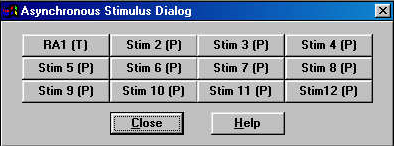 Asynchronous Stimulus Dialog
RA1 (T) Stim 2 (P) Stim 3 (P) Stim 4 (P)
Stim 5 (P) Stim 6 (P) Stim 7 (P) Stim 8 (P)
Stim 9 (P) Stim 10 (P) Stim 11 (P) Stim12 (P)
Close Help